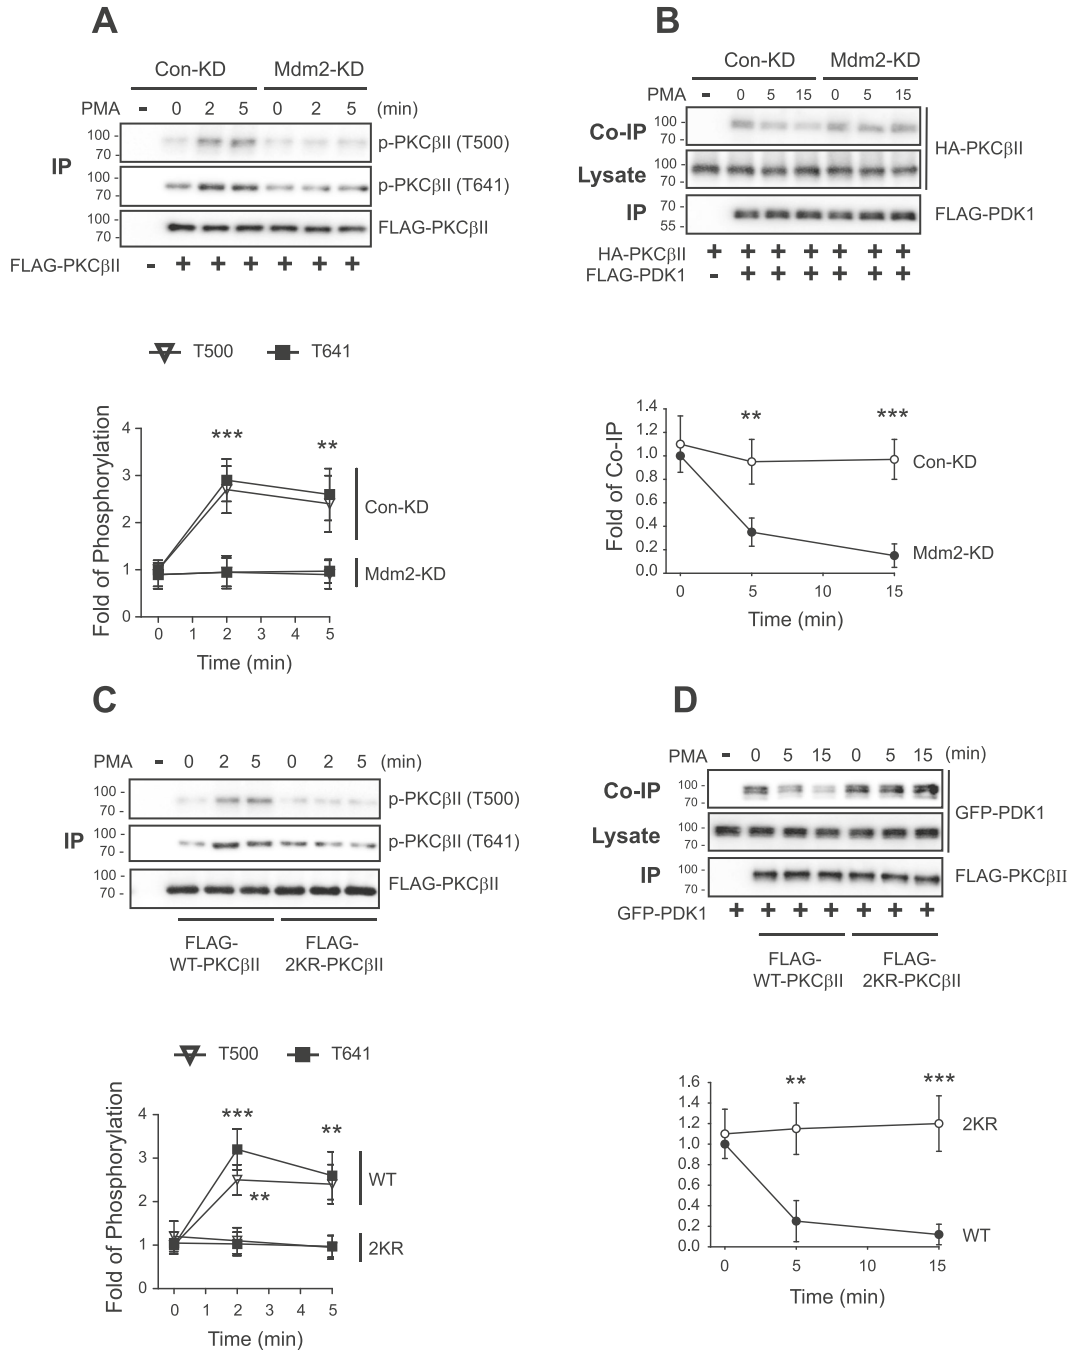 A
Con-KD Mdm2-KD
PMA - 0 2 5 0 2 5 (min)
IP
100 -
70 -
p-PKCβII (T500)
100 -
70 -
p-PKCβII (T641)
100 -
70 -
FLAG-PKCβII
FLAG-PKCβII - + + + + + +
T500 T641
Fold of Phosphorylation
4
3
2
1
0
*** **
Con-KD
Mdm2-KD
0 1 2 3 4 5
Time (min)
B
Con-KD Mdm2-KD
PMA - 0 5 15 0 5 15
Co-IP
100 -
70 -
HA-PKCβII
Lysate
100 -
70 -
IP
70 -
55 -
FLAG-PDK1
HA-PKCβII + + + + + + +
FLAG-PDK1 - + + + + + +
Fold of Co-IP
1.4
1.2
1.0
0.8
0.6
0.4
0.2
0.0
** ***
Con-KD
Mdm2-KD
0 5 10 15
Time (min)
C
PMA - 0 2 5 0 2 5 (min)
IP
100 -
70 -
p-PKCβII (T500)
100 -
70 -
p-PKCβII (T641)
100 -
70 -
FLAG-PKCβII
FLAG- FLAG-
WT-PKCβII 2KR-PKCβII
T500 T641
Fold of Phosphorylation
4
3
2
1
0
*** **
**
WT
2KR
0 1 2 3 4 5
Time (min)
D
PMA - 0 5 15 0 5 15 (min)
Co-IP
100 -
70 -
GFP-PDK1
Lysate
100 -
70 -
IP
100 -
70 -
FLAG-PKCβII
GFP-PDK1 + + + + + + +
FLAG- FLAG-
WT-PKCβII 2KR-PKCβII
1.6
1.4
1.2
1.0
0.8
0.6
0.4
0.2
0.0
** ***
2KR
WT
0 5 10 15
Time (min)